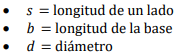 • s = longitud de un lado
• b = longitud de la base
• d = diámetro